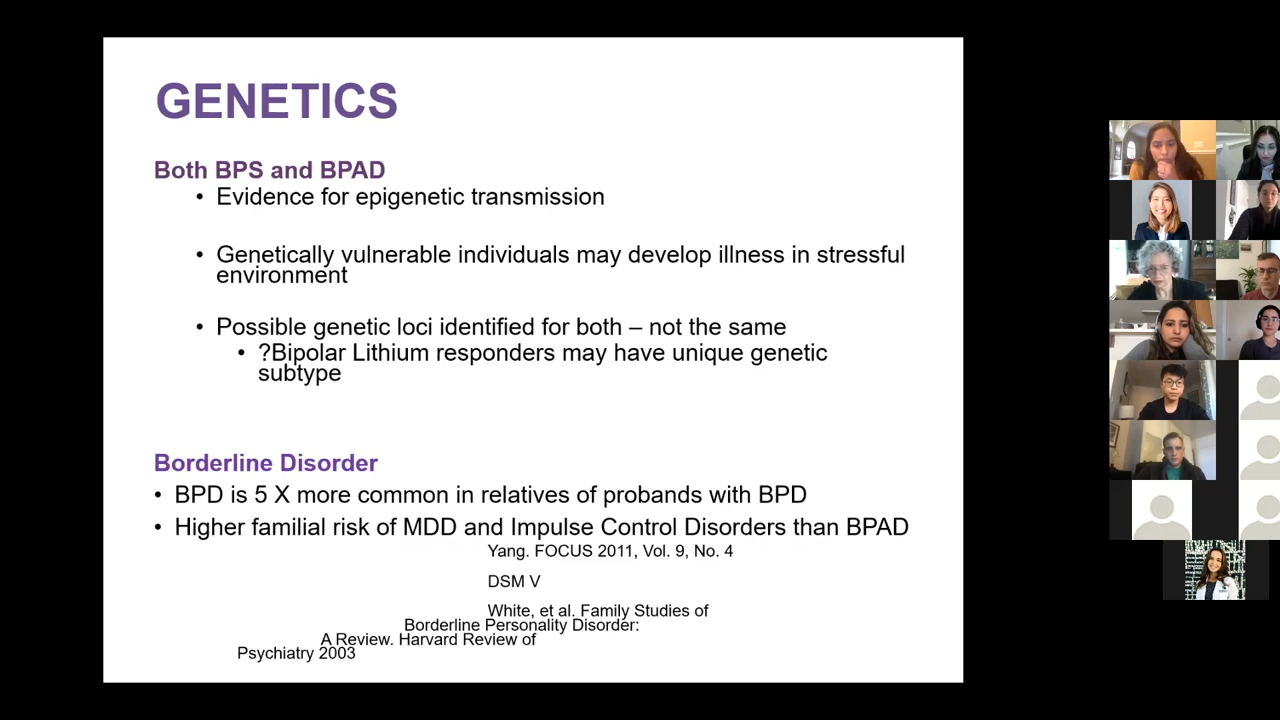 GENETICS
Both BPS and BPAD
• Evidence for epigenetic transmission
• Genetically vulnerable individuals may develop illness in stressful
environment
• Possible genetic loci identified for both – not the same
• ?Bipolar Lithium responders may have unique genetic
subtype
Borderline Disorder
• BPD is 5 X more common in relatives of probands with BPD
• Higher familial risk of MDD and Impulse Control Disorders than BPAD
Yang. FOCUS 2011, Vol. 9, No. 4
DSM V
White, et al. Family Studies of
Borderline Personality Disorder:
A Review. Harvard Review of
Psychiatry 2003